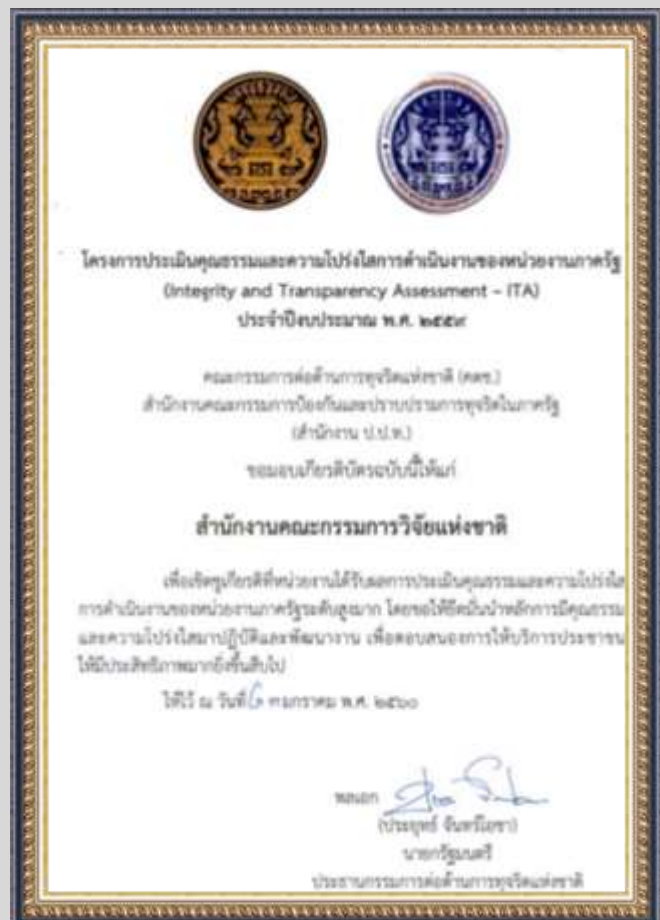 โครงการประเมินคุณธรรมและความโปร่งใสการดำเนินงานของหน่วยงานภาครัฐ
(Integrity and Transparency Assessment – ITA)
ประจำปีงบประมาณ พ.ศ. ๒๕๕๙
คณะกรรมการต่อต้านการทุจริตแห่งชาติ (คตช.)
สำนักงานคณะกรรมการป้องกันและปราบปรามการทุจริตในภาครัฐ
(สำนักงาน ป.ป.ท.)
ขอมอบเกียรติบัตรฉบับนี้ให้แก่
สำนักงานคณะกรรมการวิจัยแห่งชาติ
เพื่อเชิดชูเกียรติที่หน่วยงานได้รับผลการประเมินคุณธรรมและความโปร่งใส
การดำเนินงานของหน่วยงานภาครัฐระดับสูงมาก โดยขอให้ยึดมั่นนำหลักการมีคุณธรรม
และความโปร่งใสมาปฏิบัติและพัฒนางาน เพื่อตอบสนองการให้บริการประชาชน
ให้มีประสิทธิภาพมากยิ่งขึ้นสืบไป
ให้ไว้ ณ วันที่ มกราคม พ.ศ. ๒๕๖๐
พลเอก
(ประยุทธ์ จันทร์โอชา)
นายกรัฐมนตรี
ประธานกรรมการต่อต้านการทุจริตแห่งชาติ